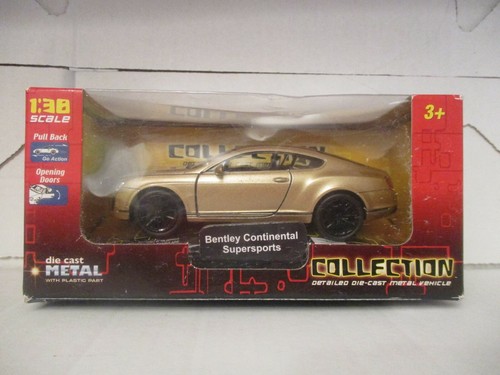 1:38
SCALE
Pull Back
Go Action
Opening
Doors
die cast
METAL
WITH PLASTIC PART
3+
COLLECTION
Bentley Continental
Supersports
COLLECTION
DETAILED DIE-CAST METAL VEHICLE